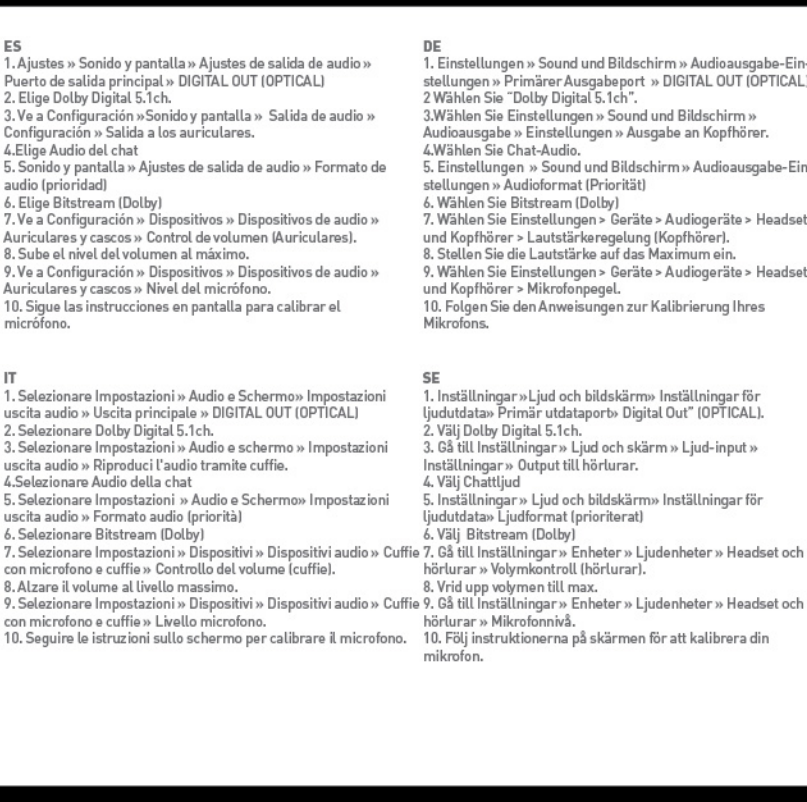 ES
1. Ajustes » Sonido y pantalla » Ajustes de salida de audio »
Puerto de salida principal » DIGITAL OUT (OPTICAL)
2. Elige Dolby Digital 5.1ch.
3. Ve a Configuración »Sonido y pantalla » Salida de audio »
Configuración » Salida a los auriculares.
4.Elige Audio del chat
5. Sonido y pantalla » Ajustes de salida de audio » Formato de
audio (prioridad)
6. Elige Bitstream (Dolby)
7. Ve a Configuración » Dispositivos » Dispositivos de audio »
Auriculares y cascos » Control de volumen (Auriculares).
8. Sube el nivel del volumen al máximo.
9. Ve a Configuración » Dispositivos » Dispositivos de audio »
Auriculares y cascos » Nivel del micrófono.
10. Sigue las instrucciones en pantalla para calibrar el
micrófono.
DE
1. Einstellungen » Sound und Bildschirm » Audioausgabe-Ein-
stellungen » Primärer Ausgabeport » DIGITAL OUT (OPTICAL)
2 Wählen Sie "Dolby Digital 5.1ch".
3.Wählen Sie Einstellungen » Sound und Bildschirm »
Audioausgabe » Einstellungen » Ausgabe an Kopfhörer.
4.Wählen Sie Chat-Audio.
5. Einstellungen » Sound und Bildschirm » Audioausgabe-Ein
stellungen » Audioformat (Priorität)
6. Wählen Sie Bitstream (Dolby)
7. Wählen Sie Einstellungen > Geräte > Audiogeräte > Headset
und Kopfhörer > Lautstärkeregelung (Kopfhörer).
8. Stellen Sie die Lautstärke auf das Maximum ein.
9. Wählen Sie Einstellungen > Geräte > Audiogeräte > Headset
und Kopfhörer > Mikrofonpegel.
10. Folgen Sie den Anweisungen zur Kalibrierung Ihres
Mikrofons.
IT
1. Selezionare Impostazioni » Audio e Schermo» Impostazioni
uscita audio » Uscita principale » DIGITAL OUT (OPTICAL)
2. Selezionare Dolby Digital 5.1ch.
3. Selezionare Impostazioni » Audio e schermo » Impostazioni
uscita audio » Riproduci l'audio tramite cuffie.
4.Selezionare Audio della chat
5. Selezionare Impostazioni » Audio e Schermo» Impostazioni
uscita audio » Formato audio (priorità)
6. Selezionare Bitstream (Dolby)
7. Selezionare Impostazioni » Dispositivi » Dispositivi audio » Cuffie
con microfono e cuffie » Controllo del volume (cuffie).
8. Alzare il volume al livello massimo.
9. Selezionare Impostazioni » Dispositivi » Dispositivi audio » Cuffie
con microfono e cuffie » Livello microfono.
10. Seguire le istruzioni sullo schermo per calibrare il microfono.
SE
1. Inställningar »Ljud och bildskärm» Inställningar för
ljudutdata» Primär utdataport» Digital Out" (OPTICAL).
2. Välj Dolby Digital 5.1ch.
3. Gå till Inställningar » Ljud och skärm » Ljud-input »
Inställningar » Output till hörlurar.
4. Välj Chattljud
5. Inställningar » Ljud och bildskärm» Inställningar för
ljudutdata» Ljudformat (prioriterat)
6. Välj Bitstream (Dolby)
7. Gå till Inställningar » Enheter » Ljudenheter » Headset och
hörlurar » Volymkontroll (hörlurar).
8. Vrid upp volymen till max.
9. Gå till Inställningar » Enheter » Ljudenheter » Headset och
hörlurar » Mikrofonnivå.
10. Följ instruktionerna på skärmen för att kalibrera din
mikrofon.